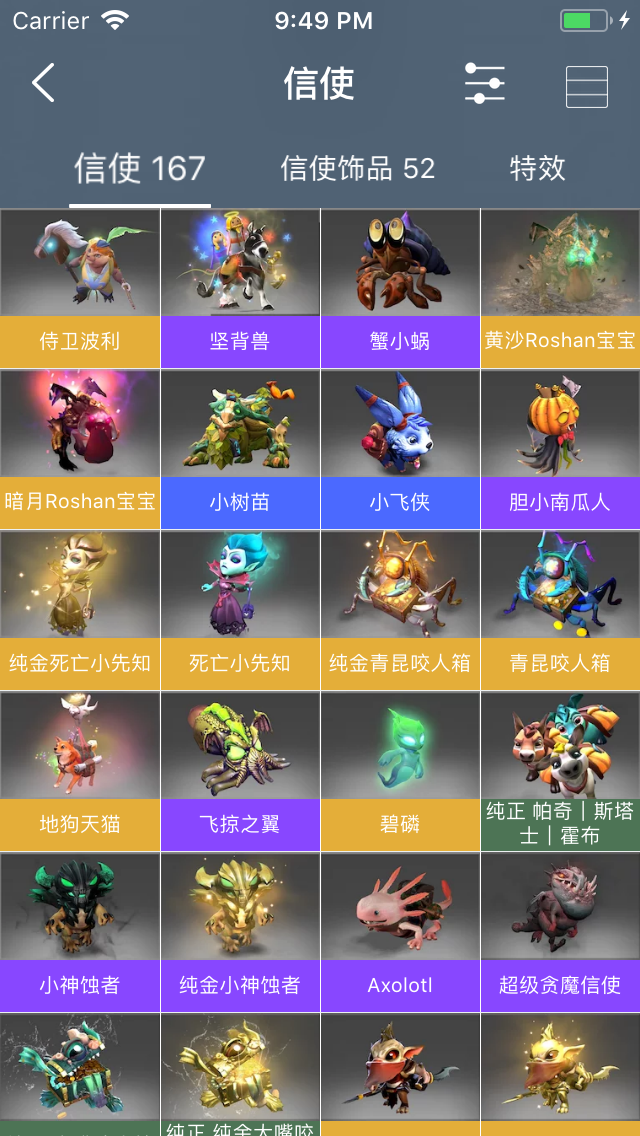 Carrier 9:49 PM
信使
信使 167 信使饰品 52 特效
侍卫波利 坚背兽 蟹小蜗 黄沙Roshan宝宝
暗月Roshan宝宝 小树苗 小飞侠 胆小南瓜人
纯金死亡小先知 死亡小先知 纯金青昆咬人箱 青昆咬人箱
地狗天猫 飞掠之翼 碧磷 纯正 帕奇 | 斯塔
士 | 霍布
小神蚀者 纯金小神蚀者 Axolotl 超级贪魔信使
纯正 纯金大嘴咬